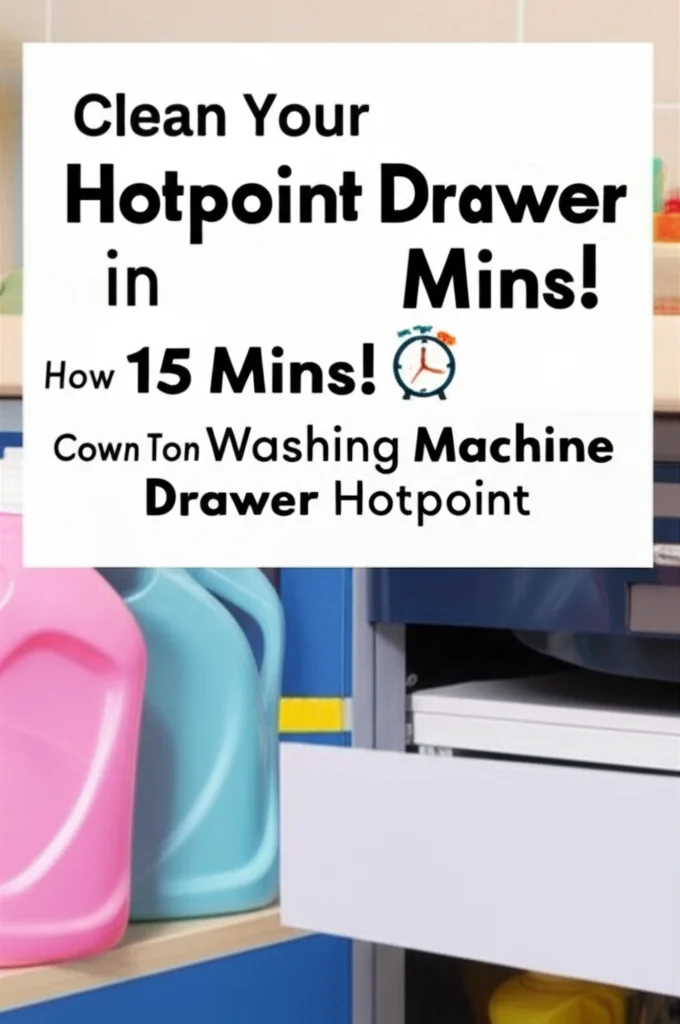 Clean Your
Hotpoint Drawer
in Mins!
How 15 Mins!
Cown Ton Washing Machine
Drawer Hotpoint